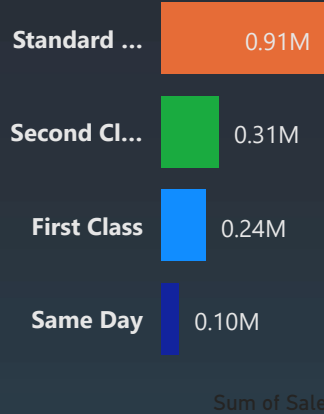 Standard ... 0.91M
Second Cl... 0.31M
First Class 0.24M
Same Day 0.10M
Sum of Sale